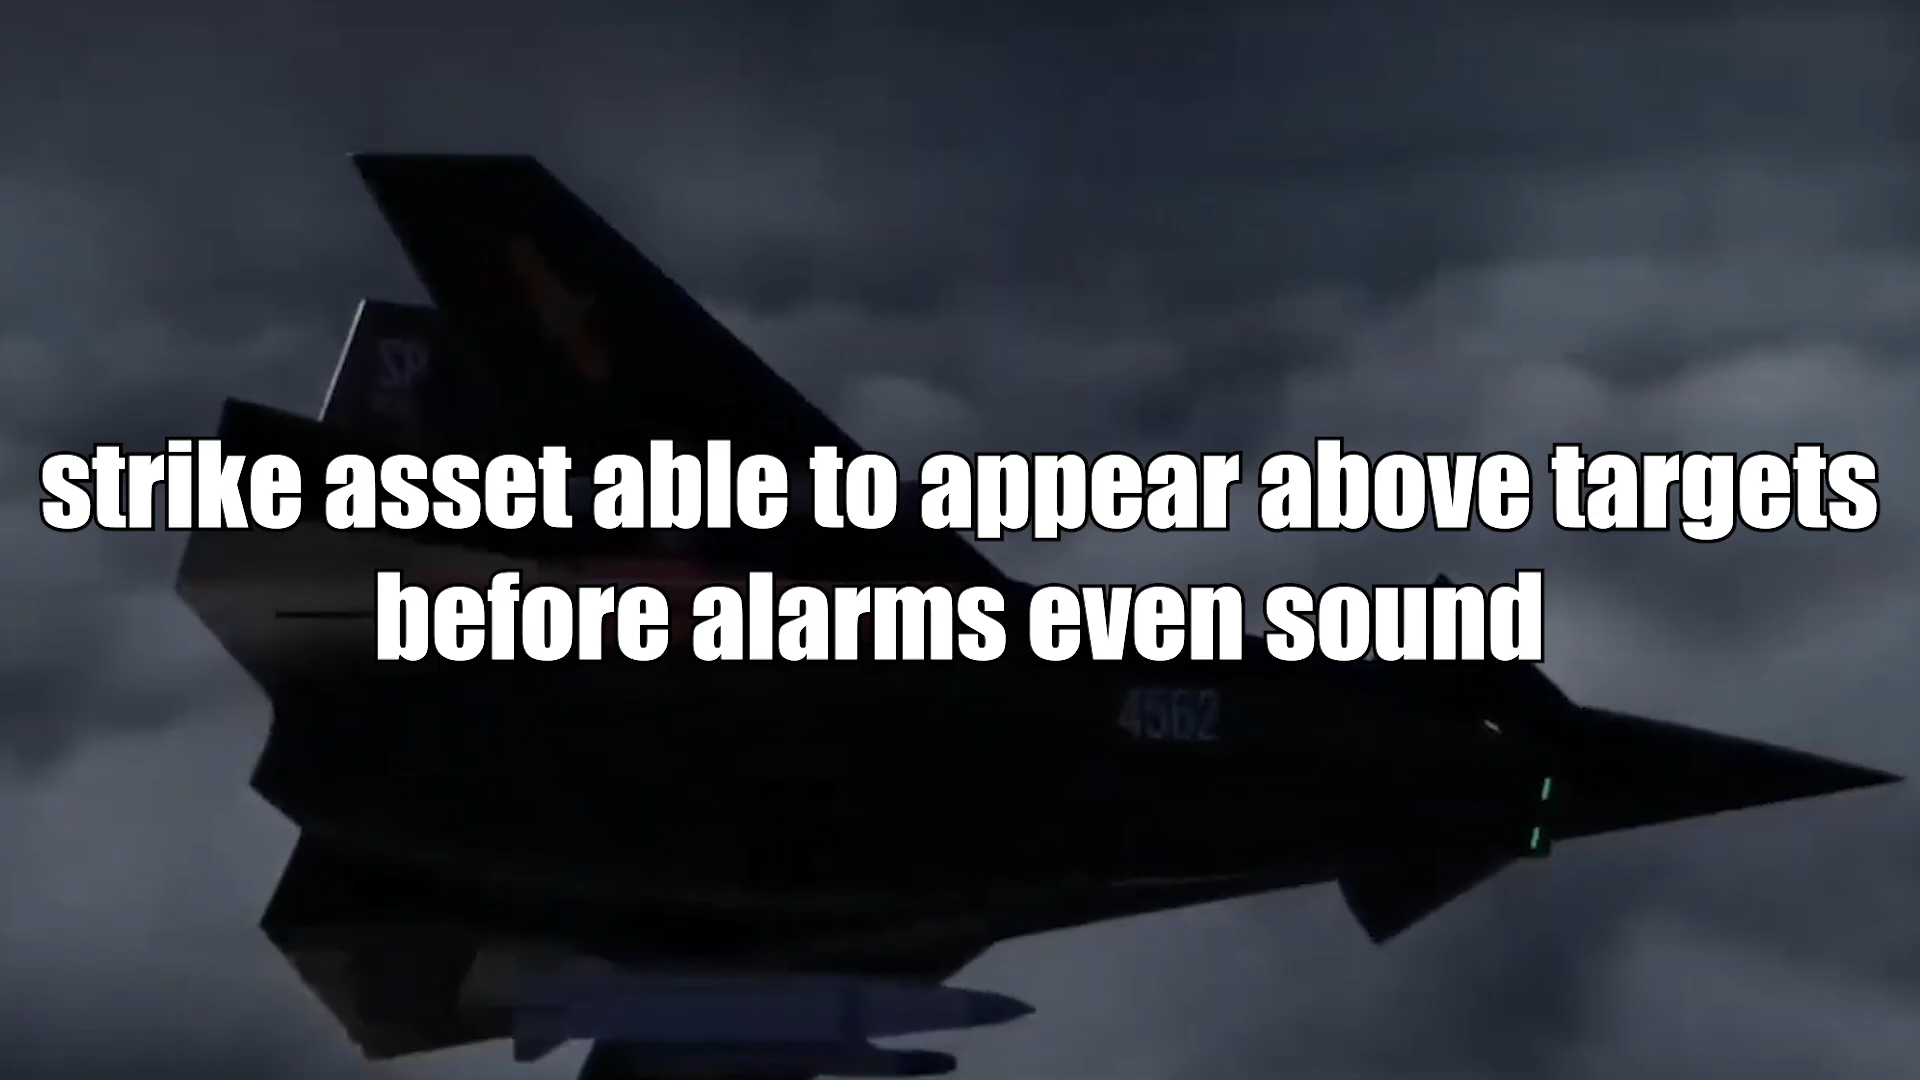 SP
strike asset able to appear above targets
before alarms even sound
4562